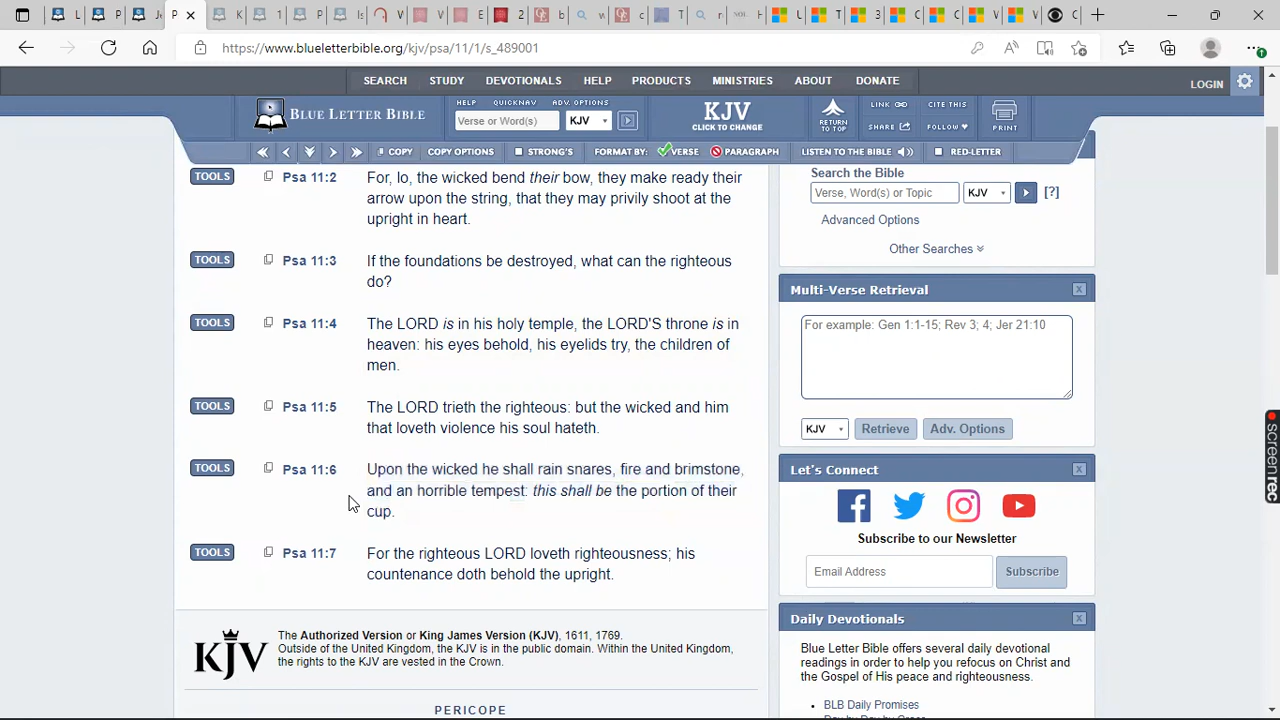 https://www.blueletterbible.org/kjv/psa/11/1/s_489001
SEARCH STUDY DEVOTIONALS HELP PRODUCTS MINISTRIES ABOUT DONATE
LOGIN
BLUE LETTER BIBLE
HELP QUICKNAV ADV. OPTIONS
Verse or Word(s) KJV
KJV
CLICK TO CHANGE
RETURN
TO TOP
LINK CITE THIS
SHARE FOLLOW
PRINT
COPY COPY OPTIONS STRONG'S FORMAT BY: VERSE PARAGRAPH LISTEN TO THE BIBLE RED-LETTER
TOOLS Psa 11:2 For, lo, the wicked bend their bow, they make ready their
arrow upon the string, that they may privily shoot at the
upright in heart.
TOOLS Psa 11:3 If the foundations be destroyed, what can the righteous
do?
TOOLS Psa 11:4 The LORD is in his holy temple, the LORD'S throne is in
heaven: his eyes behold, his eyelids try, the children of
men.
TOOLS Psa 11:5 The LORD trieth the righteous: but the wicked and him
that loveth violence his soul hateth.
TOOLS Psa 11:6 Upon the wicked he shall rain snares, fire and brimstone,
and an horrible tempest: this shall be the portion of their
cup.
TOOLS Psa 11:7 For the righteous LORD loveth righteousness; his
countenance doth behold the upright.
KJV
The Authorized Version or King James Version (KJV), 1611, 1769.
Outside of the United Kingdom, the KJV is in the public domain. Within the United Kingdom,
the rights to the KJV are vested in the Crown.
PERICOPE
Search the Bible
Verse, Word(s) or Topic KJV [?]
Advanced Options
Other Searches
Multi-Verse Retrieval
For example: Gen 1:1-15; Rev 3; 4; Jer 21:10
KJV Retrieve Adv. Options
Let's Connect
Subscribe to our Newsletter
Email Address Subscribe
Daily Devotionals
Blue Letter Bible offers several daily devotional
readings in order to help you refocus on Christ and
the Gospel of His peace and righteousness.
BLB Daily Promises
screenrec